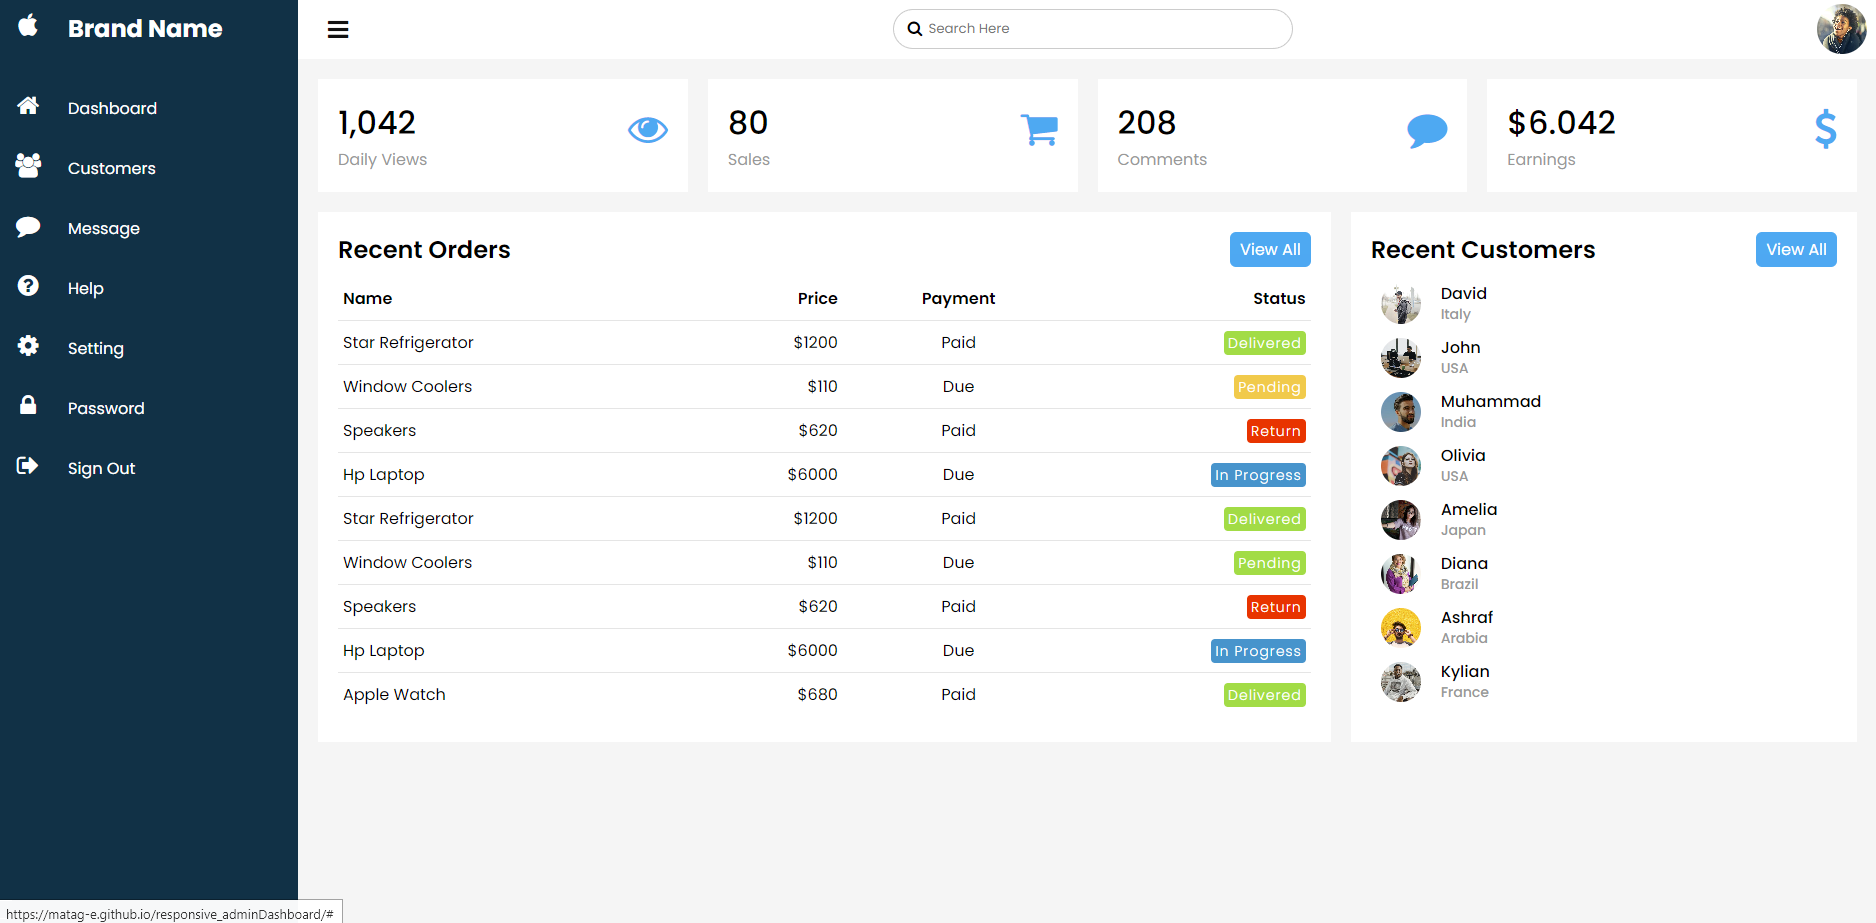 Brand Name
Dashboard
Customers
Message
Help
Setting
Password
Sign Out
Search Here
1,042
Daily Views
80
Sales
208
Comments
$6.042
Earnings
Recent Orders
View All
Name Price Payment Status
Star Refrigerator $1200 Paid Delivered
Window Coolers $110 Due Pending
Speakers $620 Paid Return
Hp Laptop $6000 Due In Progress
Star Refrigerator $1200 Paid Delivered
Window Coolers $110 Due Pending
Speakers $620 Paid Return
Hp Laptop $6000 Due In Progress
Apple Watch $680 Paid Delivered
Recent Customers
View All
David
Italy
John
USA
Muhammad
India
Olivia
USA
Amelia
Japan
Diana
Brazil
Ashraf
Arabia
Kylian
France
https://matag-e.github.io/responsive_adminDashboard/#